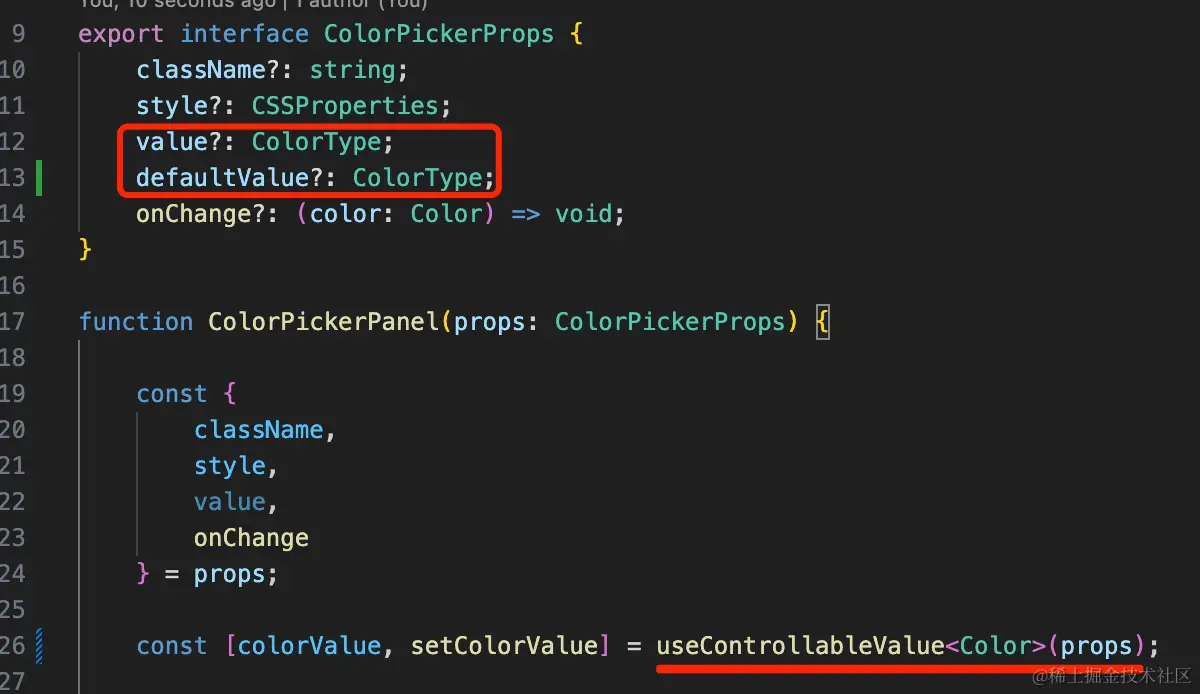 You, 10 seconds ago | 1 author (You)
9 export interface ColorPickerProps {
10 className?: string;
11 style?: CSSProperties;
12 value?: ColorType;
13 defaultValue?: ColorType;
14 onChange?: (color: Color) => void;
15 }
16
17 function ColorPickerPanel(props: ColorPickerProps) {
18
19 const {
20 className,
21 style,
22 value,
23 onChange
24 } = props;
25
26 const [colorValue, setColorValue] = useControllableValue<Color>(props);
27
@稀土掘金技术社区